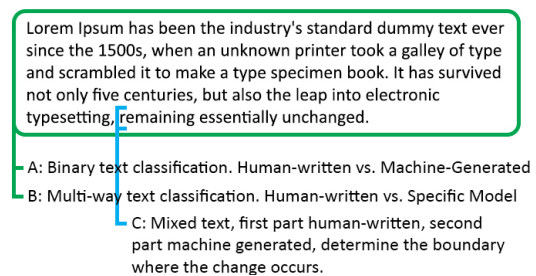 Lorem Ipsum has been the industry's standard dummy text ever
since the 1500s, when an unknown printer took a galley of type
and scrambled it to make a type specimen book. It has survived
not only five centuries, but also the leap into electronic
typesetting, remaining essentially unchanged.
A: Binary text classification. Human-written vs. Machine-Generated
B: Multi-way text classification. Human-written vs. Specific Model
C: Mixed text, first part human-written, second
part machine generated, determine the boundary
where the change occurs.